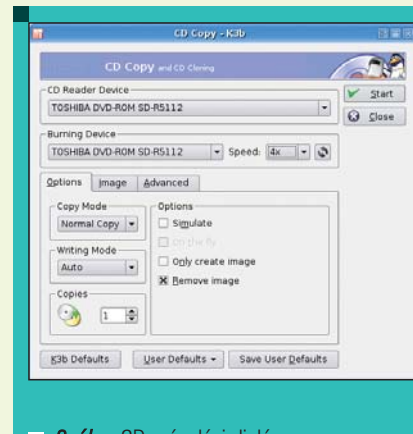 CD Copy - K3b
CD Copy and CD Cloning
CD Reader Device
TOSHIBA DVD-ROM SD-R5112
Start
Close
Burning Device
TOSHIBA DVD-ROM SD-R5112 Speed: 4x
Options Image Advanced
Copy Mode
Normal Copy
Writing Mode
Auto
Copies
1
Options
Simulate
On the fly
Only create image
Remove image
K3b Defaults User Defaults Save User Defaults